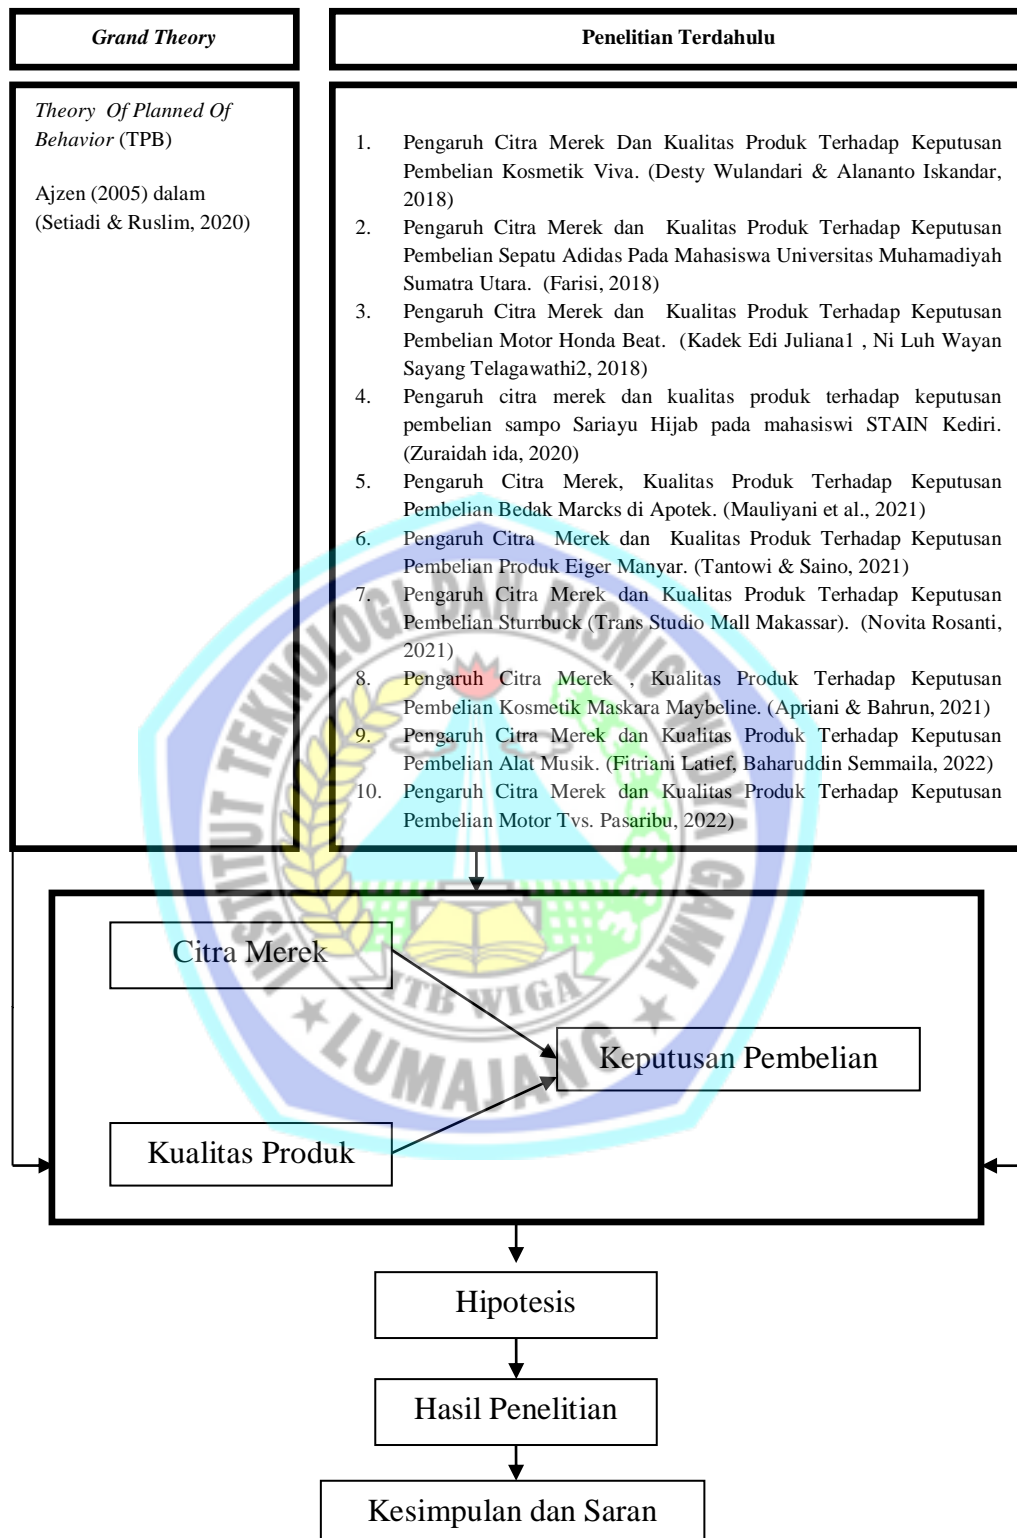 Grand Theory
Penelitian Terdahulu
Theory Of Planned Of
Behavior (TPB)
Ajzen (2005) dalam
(Setiadi & Ruslim, 2020)
1. Pengaruh Citra Merek Dan Kualitas Produk Terhadap Keputusan
Pembelian Kosmetik Viva. (Desty Wulandari & Alananto Iskandar,
2018)
2. Pengaruh Citra Merek dan Kualitas Produk Terhadap Keputusan
Pembelian Sepatu Adidas Pada Mahasiswa Universitas Muhamadiyah
Sumatra Utara. (Farisi, 2018)
3. Pengaruh Citra Merek dan Kualitas Produk Terhadap Keputusan
Pembelian Motor Honda Beat. (Kadek Edi Juliana1 , Ni Luh Wayan
Sayang Telagawathi2, 2018)
4. Pengaruh citra merek dan kualitas produk terhadap keputusan
pembelian sampo Sariayu Hijab pada mahasiswi STAIN Kediri.
(Zuraidah ida, 2020)
5. Pengaruh Citra Merek, Kualitas Produk Terhadap Keputusan
Pembelian Bedak Marcks di Apotek. (Mauliyani et al., 2021)
6. Pengaruh Citra Merek dan Kualitas Produk Terhadap Keputusan
Pembelian Produk Eiger Manyar. (Tantowi & Saino, 2021)
7. Pengaruh Citra Merek dan Kualitas Produk Terhadap Keputusan
Pembelian Sturrbuck (Trans Studio Mall Makassar). (Novita Rosanti,
2021)
8. Pengaruh Citra Merek , Kualitas Produk Terhadap Keputusan
Pembelian Kosmetik Maskara Maybeline. (Apriani & Bahrun, 2021)
9. Pengaruh Citra Merek dan Kualitas Produk Terhadap Keputusan
Pembelian Alat Musik. (Fitriani Latief, Baharuddin Semmaila, 2022)
10. Pengaruh Citra Merek dan Kualitas Produk Terhadap Keputusan
Pembelian Motor Tvs. Pasaribu, 2022)
INSTITUT TEKNOLOGI DAN BISNIS WIDYA GAMA
ITB WIGA
LUMAJANG
Citra Merek
Keputusan Pembelian
Kualitas Produk
Hipotesis
Hasil Penelitian
Kesimpulan dan Saran